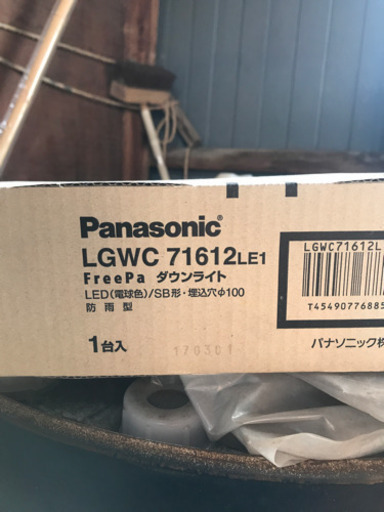 Panasonic
LGWC 71612LE1
FreePa ダウンライト
LED(電球色)/SB形・埋込穴φ100
防雨型
1台入
170301
LGWC71612L
T4549077688
パナソニック株